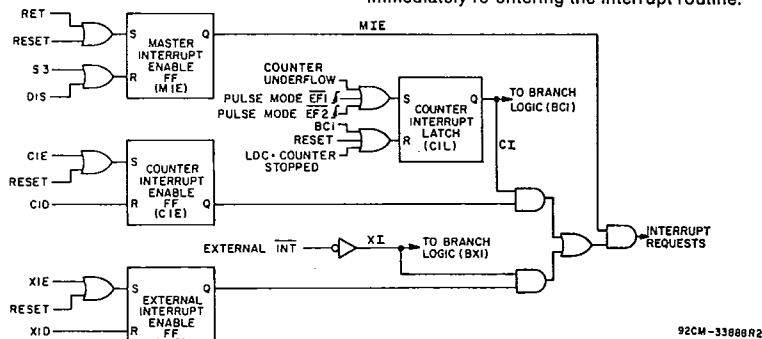 immediately re-entering the interrupt routine.
RET
RESET
S3
DIS
S
Q
R
MASTER
INTERRUPT
ENABLE
FF
(MIE)
MIE
COUNTER
UNDERFLOW
PULSE MODE EF1
PULSE MODE EF2
BCI
RESET
LDC • COUNTER
STOPPED
S
Q
R
COUNTER
INTERRUPT
LATCH
(CIL)
TO BRANCH
LOGIC (BCI)
CI
CIE
RESET
CID
S
Q
R
COUNTER
INTERRUPT
ENABLE
FF
(CIE)
EXTERNAL INT
XI
TO BRANCH
LOGIC (BXI)
INTERRUPT
REQUESTS
XIE
RESET
XID
S
Q
R
EXTERNAL
INTERRUPT
ENABLE
FF
92CM-33888R2